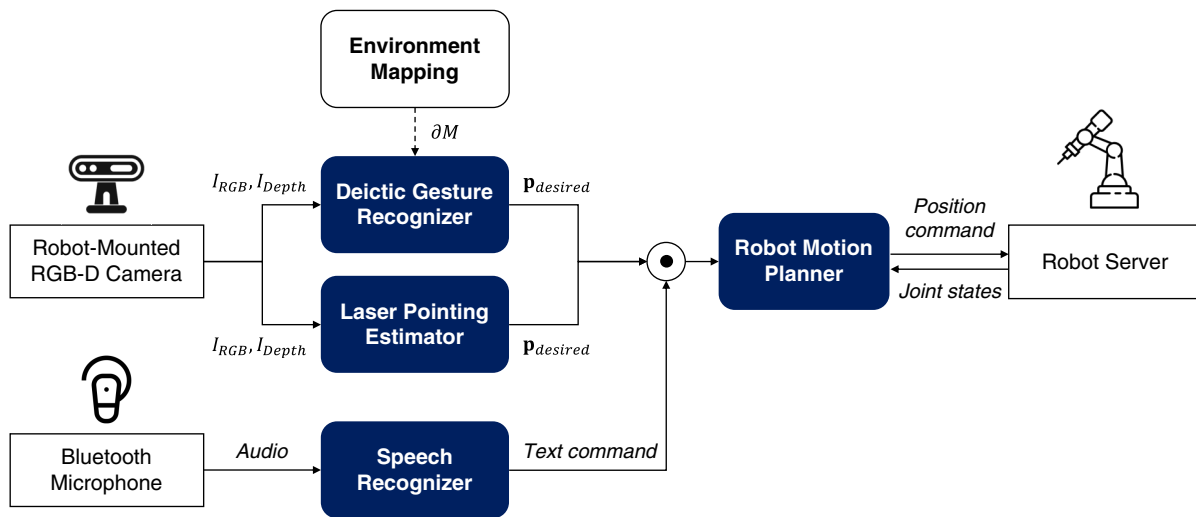 Environment
Mapping
∂M
I_RGB, I_Depth
Deictic Gesture
Recognizer
𝐩_desired
Robot-Mounted
RGB-D Camera
Laser Pointing
Estimator
I_RGB, I_Depth
𝐩_desired
Robot Motion
Planner
Position
command
Joint states
Robot Server
Bluetooth
Microphone
Audio
Speech
Recognizer
Text command